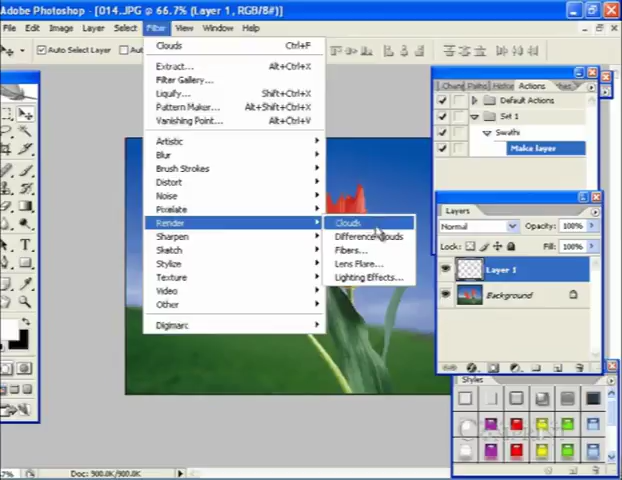 Adobe Photoshop - [014.JPG @ 66.7% (Layer 1, RGB/8#)]
File Edit Image Layer Select Filter View Window Help
Auto Select Layer
Clouds Ctrl+F
Extract... Alt+Ctrl+X
Filter Gallery...
Liquify... Shift+Ctrl+X
Pattern Maker... Alt+Shift+Ctrl+X
Vanishing Point... Alt+Ctrl+V
Artistic
Blur
Brush Strokes
Distort
Noise
Pixelate
Render
Sharpen
Sketch
Stylize
Texture
Video
Other
Digimarc
Clouds
Difference Clouds
Fibers...
Lens Flare...
Lighting Effects...
Paths Actions
Default Actions
Set 1
Swathi
Make layer
Layers
Normal Opacity: 100%
Lock: Fill: 100%
Layer 1
Background
Styles
Doc: 900.0K/900.0K